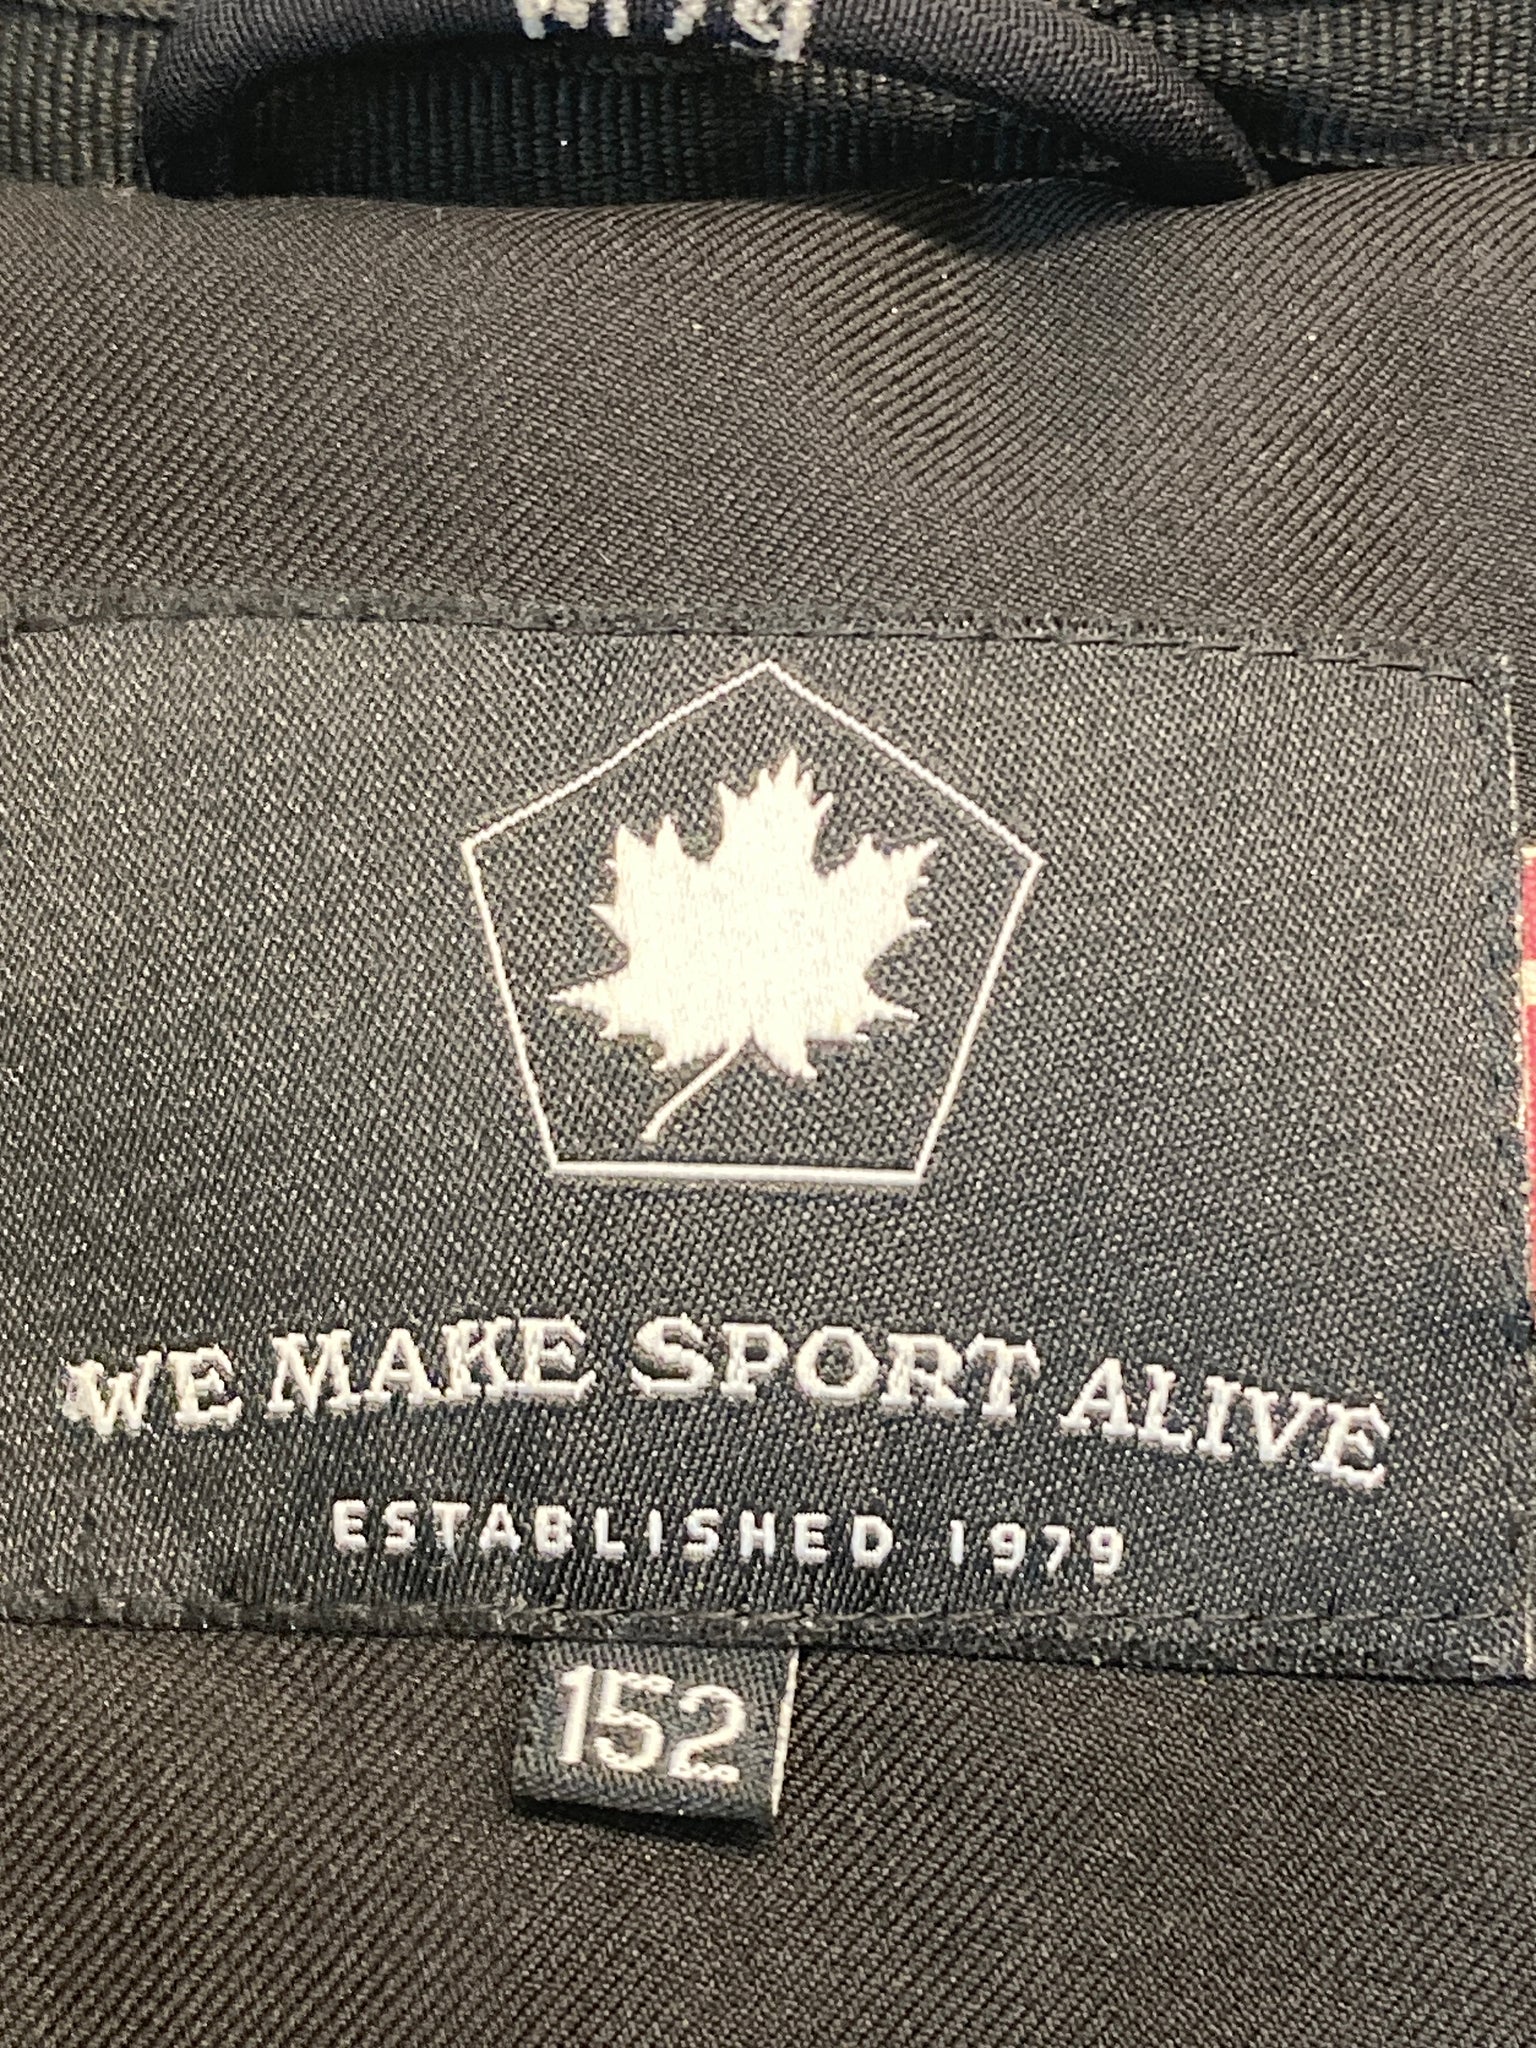 WE MAKE SPORT ALIVE
ESTABLISHED 1979
152